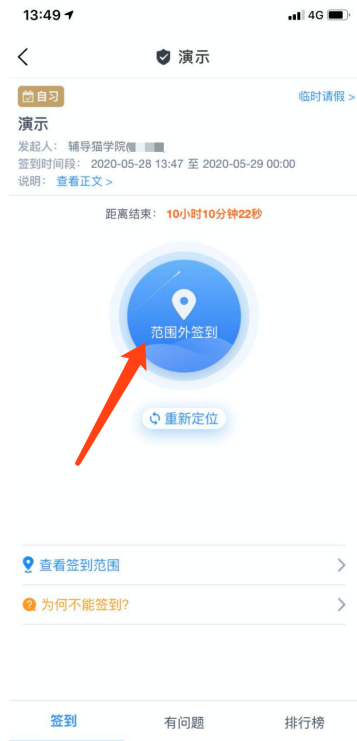 13:49
4G
演示
自习
临时请假 >
演示
发起人: 辅导猫学院(
签到时间段: 2020-05-28 13:47 至 2020-05-29 00:00
说明: 查看正文 >
距离结束: 10小时10分钟22秒
范围外签到
重新定位
查看签到范围
为何不能签到?
签到 有问题 排行榜